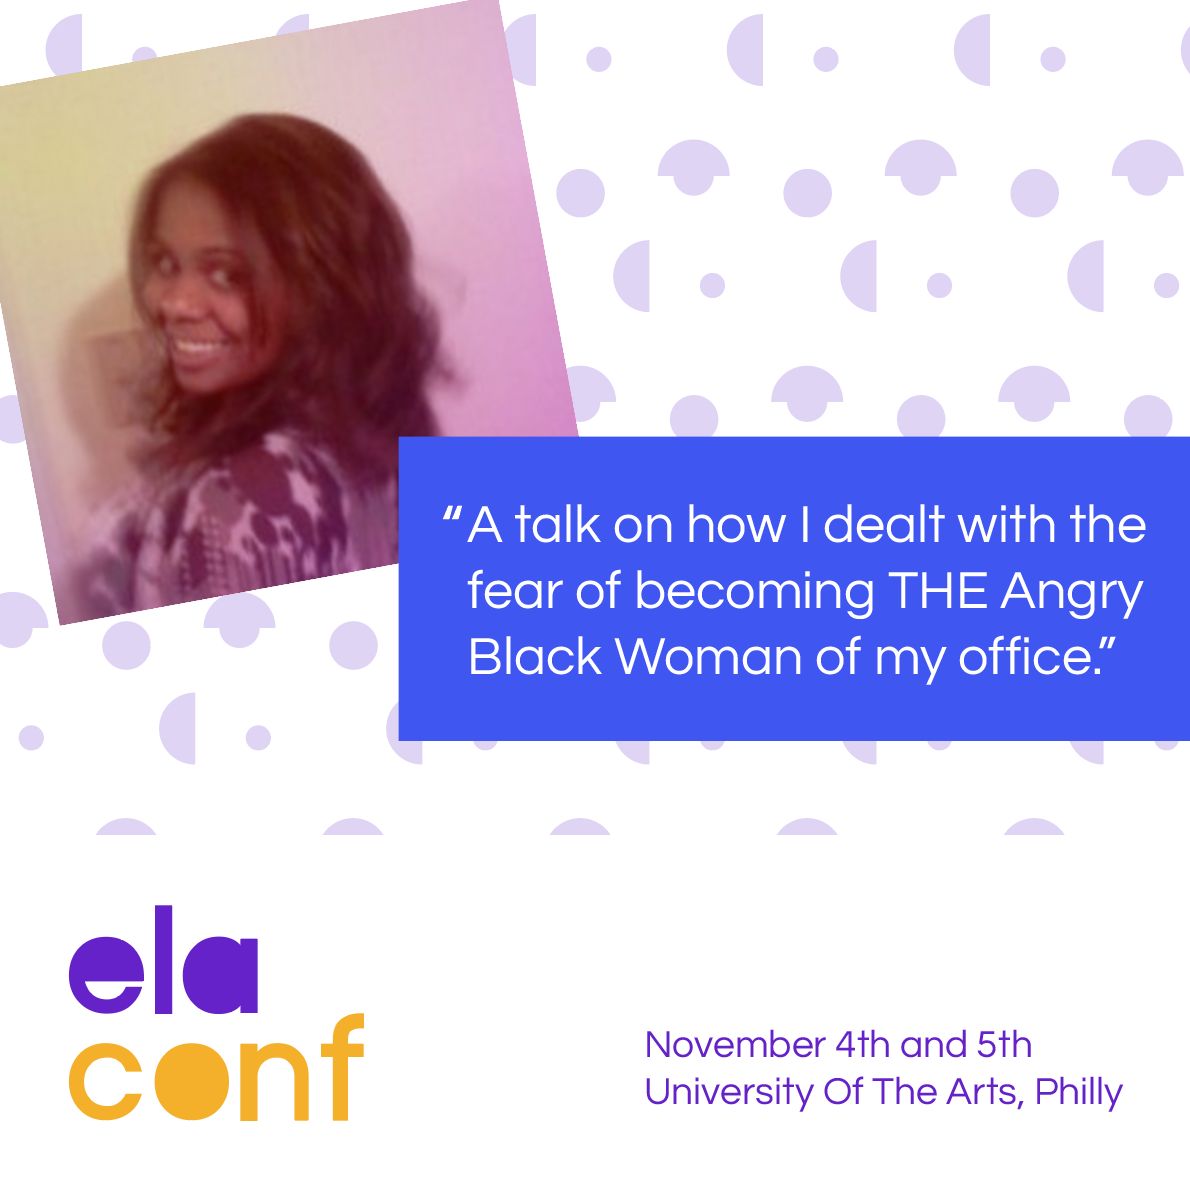 “A talk on how I dealt with the
fear of becoming THE Angry
Black Woman of my office.”
ela
conf
November 4th and 5th
University Of The Arts, Philly